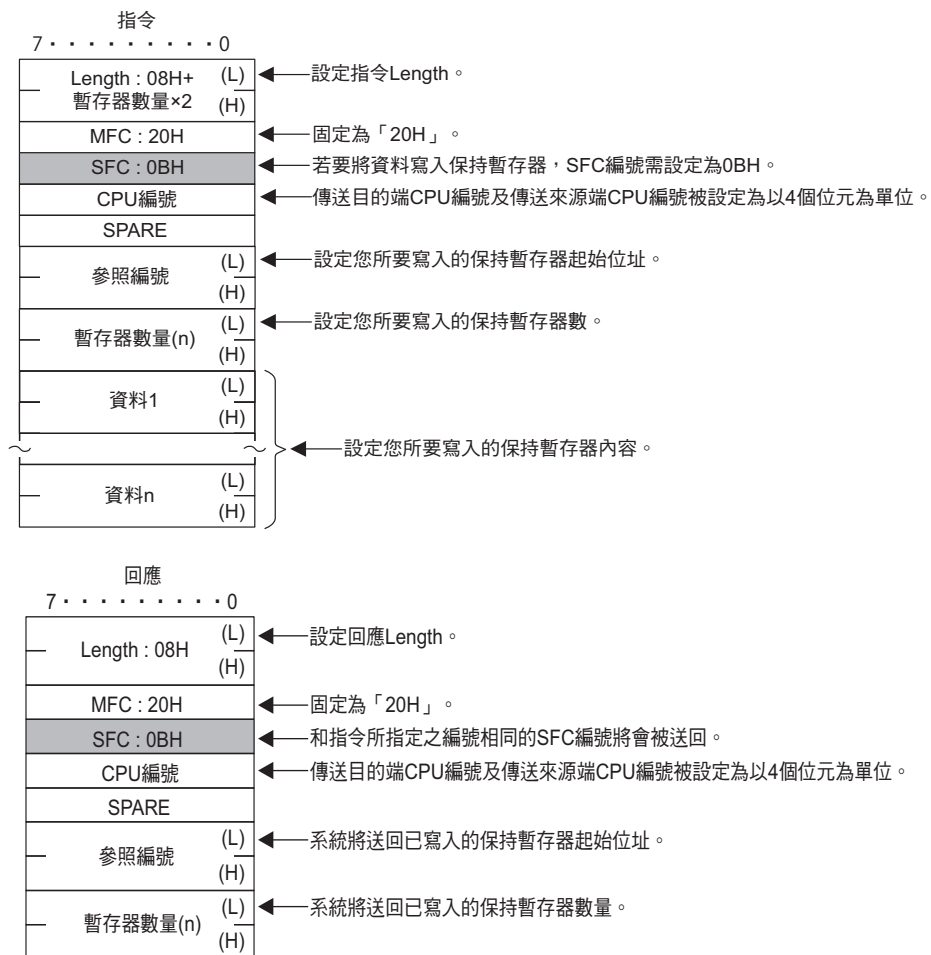 指令
7・・・・・・・・・0
Length : 08H+ (L) 設定指令Length。
暫存器數量×2 (H)
MFC : 20H 固定為「20H」。
SFC : 0BH 若要將資料寫入保持暫存器，SFC編號需設定為0BH。
CPU編號 傳送目的端CPU編號及傳送來源端CPU編號被設定為以4個位元為單位。
SPARE
參照編號 (L) 設定您所要寫入的保持暫存器起始位址。
(H)
暫存器數量(n) (L) 設定您所要寫入的保持暫存器數。
(H)
資料1 (L)
(H)
設定您所要寫入的保持暫存器內容。
資料n (L)
(H)
回應
7・・・・・・・・・0
Length : 08H (L) 設定回應Length。
(H)
MFC : 20H 固定為「20H」。
SFC : 0BH 和指令所指定之編號相同的SFC編號將會被送回。
CPU編號 傳送目的端CPU編號及傳送來源端CPU編號被設定為以4個位元為單位。
SPARE
參照編號 (L) 系統將送回已寫入的保持暫存器起始位址。
(H)
暫存器數量(n) (L) 系統將送回已寫入的保持暫存器數量。
(H)